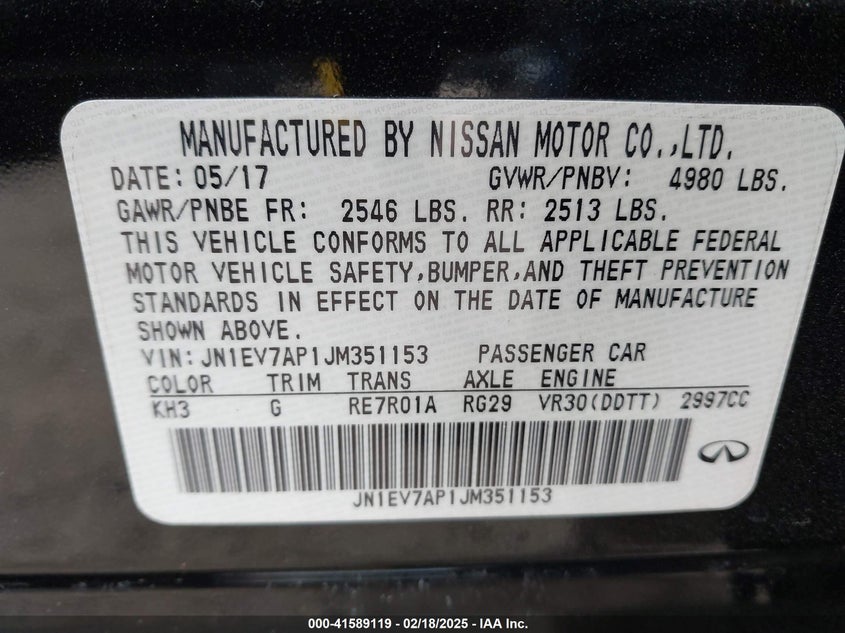 MANUFACTURED BY NISSAN MOTOR CO.,LTD.
DATE: 05/17 GVWR/PNBV: 4980 LBS.
GAWR/PNBE FR: 2546 LBS. RR: 2513 LBS.
THIS VEHICLE CONFORMS TO ALL APPLICABLE FEDERAL
MOTOR VEHICLE SAFETY,BUMPER,AND THEFT PREVENTION
STANDARDS IN EFFECT ON THE DATE OF MANUFACTURE
SHOWN ABOVE.
VIN: JN1EV7AP1JM351153 PASSENGER CAR
COLOR TRIM TRANS AXLE ENGINE
KH3 G RE7R01A RG29 VR30(DDTT) 2997CC
JN1EV7AP1JM351153
000-41589119 - 02/18/2025 - IAA Inc.